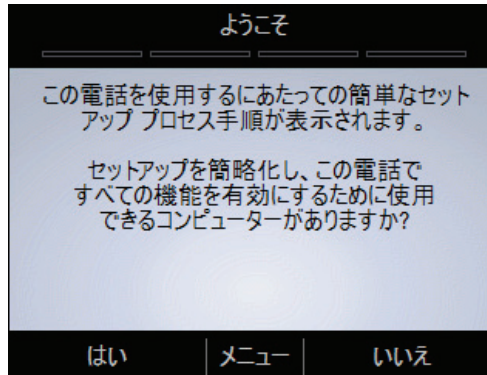 ようこそ
この電話を使用するにあたっての簡単なセット
アップ プロセス手順が表示されます。
セットアップを簡略化し、この電話で
すべての機能を有効にするために使用
できるコンピューターがありますか?
はい メニュー いいえ